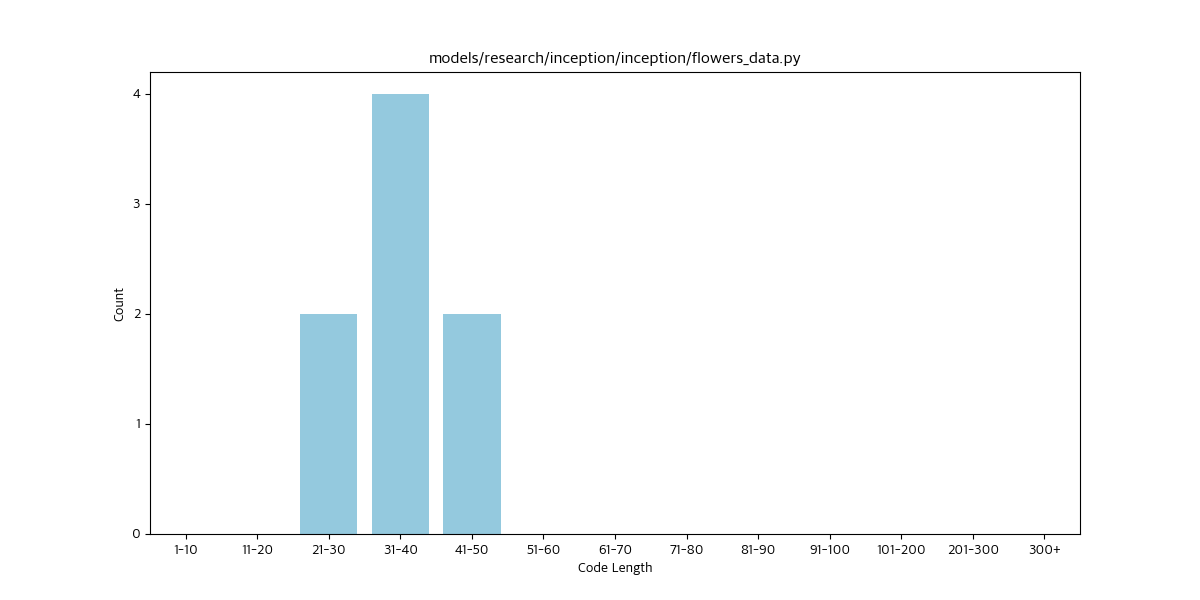 models/research/inception/inception/flowers_data.py
4
3
2
1
0
Count
1-10 11-20 21-30 31-40 41-50 51-60 61-70 71-80 81-90 91-100 101-200 201-300 300+
Code Length